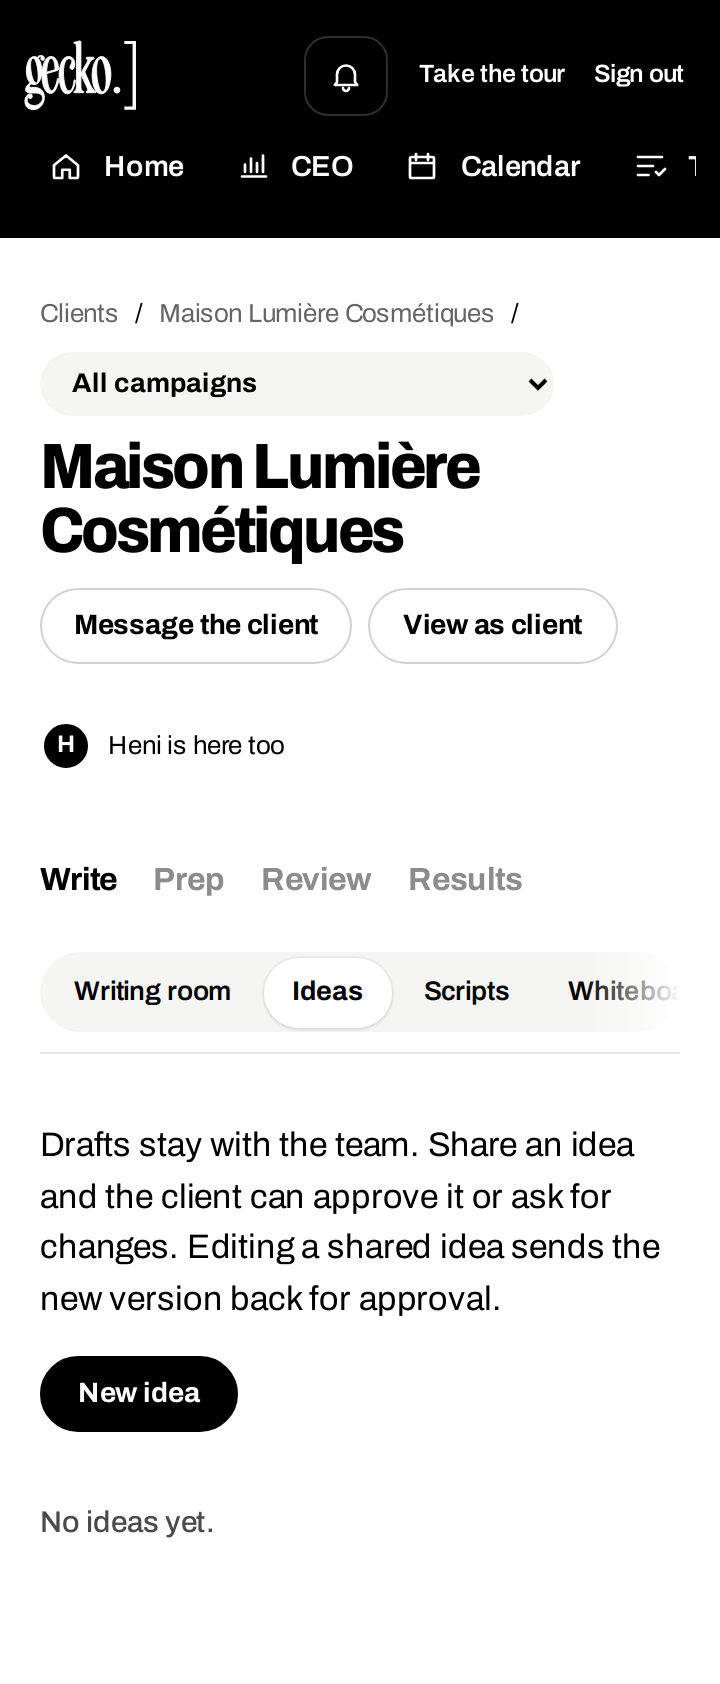 gecko.]
Take the tour
Sign out
Home
CEO
Calendar
Clients / Maison Lumière Cosmétiques /
All campaigns
Maison Lumière
Cosmétiques
Message the client
View as client
H
Heni is here too
Write
Prep
Review
Results
Writing room
Ideas
Scripts
Drafts stay with the team. Share an idea
and the client can approve it or ask for
changes. Editing a shared idea sends the
new version back for approval.
New idea
No ideas yet.